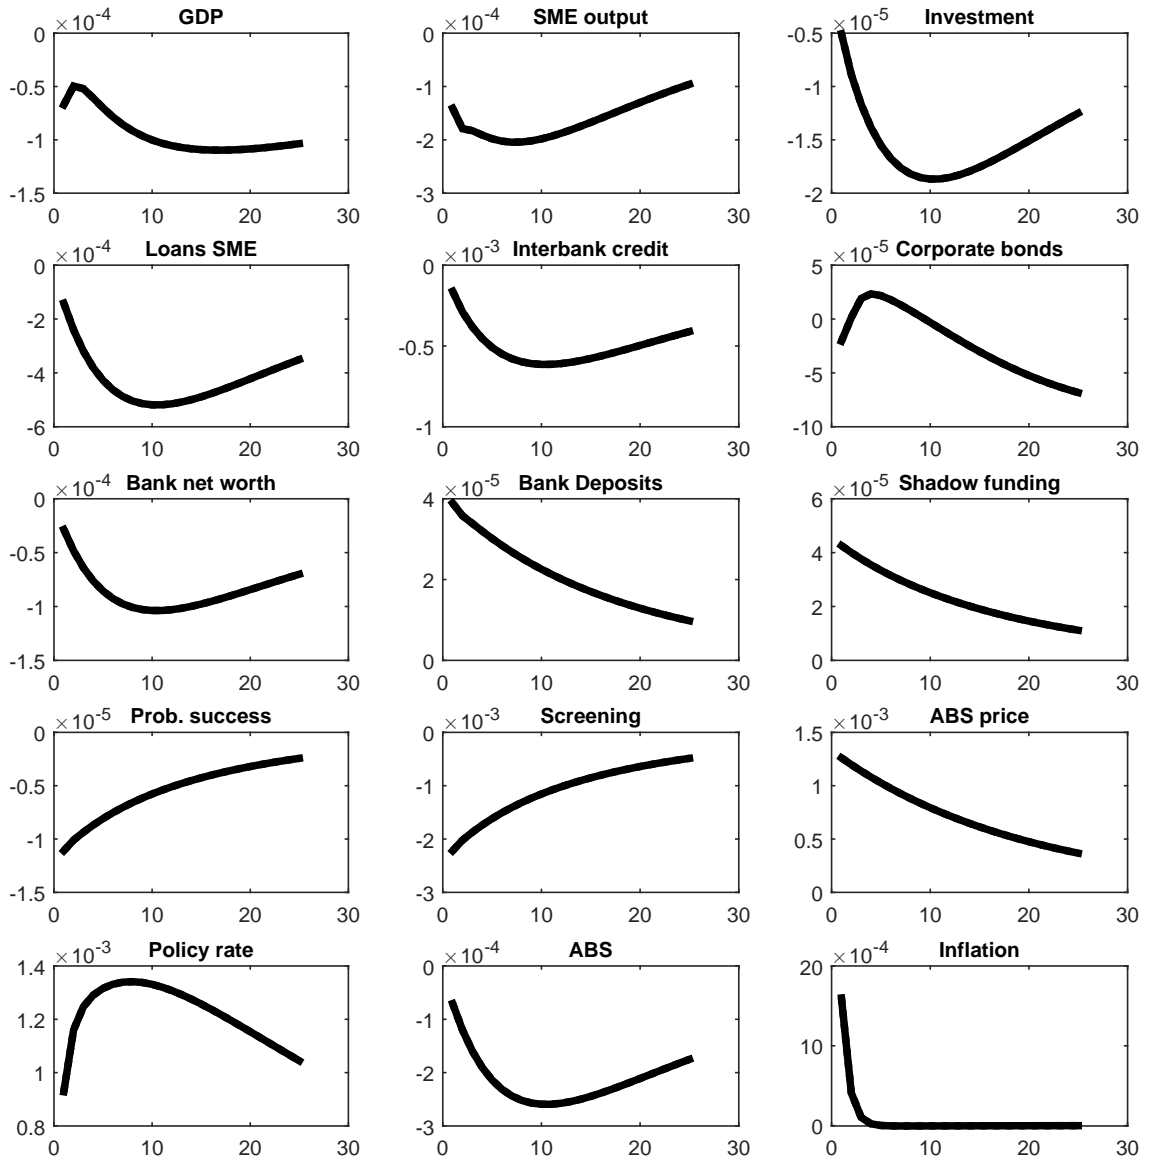 GDP
×10-4
0
-0.5
-1
-1.5
0 10 20 30
SME output
×10-4
0
-1
-2
-3
0 10 20 30
Investment
×10-5
-0.5
-1
-1.5
-2
0 10 20 30
Loans SME
×10-4
0
-2
-4
-6
0 10 20 30
Interbank credit
×10-3
0
-0.5
-1
0 10 20 30
Corporate bonds
×10-5
5
0
-5
-10
0 10 20 30
Bank net worth
×10-4
0
-0.5
-1
-1.5
0 10 20 30
Bank Deposits
×10-5
4
2
0
0 10 20 30
Shadow funding
×10-5
6
4
2
0
0 10 20 30
Prob. success
×10-5
0
-0.5
-1
-1.5
0 10 20 30
Screening
×10-3
0
-1
-2
-3
0 10 20 30
ABS price
×10-3
1.5
1
0.5
0
0 10 20 30
Policy rate
×10-3
1.4
1.2
1
0.8
0 10 20 30
ABS
×10-4
0
-1
-2
-3
0 10 20 30
Inflation
×10-4
20
10
0
0 10 20 30